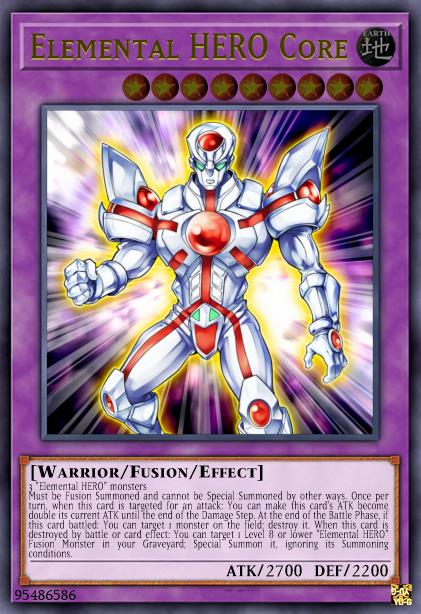 Elemental HERO Core
EARTH
地
[Warrior/Fusion/Effect]
3 "Elemental HERO" monsters
Must be Fusion Summoned and cannot be Special Summoned by other ways. Once per
turn, when this card is targeted for an attack: You can make this card's ATK become
double its current ATK until the end of the Damage Step. At the end of the Battle Phase, if
this card battled: You can target 1 monster on the field; destroy it. When this card is
destroyed by battle or card effect: You can target 1 Level 8 or lower "Elemental HERO"
Fusion Monster in your Graveyard; Special Summon it, ignoring its Summoning
conditions.
ATK/2700 DEF/2200
95486586